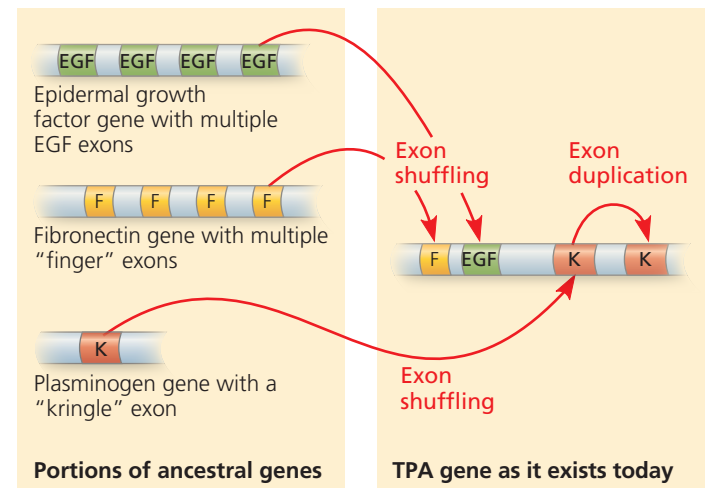 EGF EGF EGF EGF
Epidermal growth
factor gene with multiple
EGF exons
F F F F
Fibronectin gene with multiple
“finger” exons
K
Plasminogen gene with a
“kringle” exon
Portions of ancestral genes
Exon
shuffling
Exon
duplication
F EGF K K
Exon
shuffling
TPA gene as it exists today